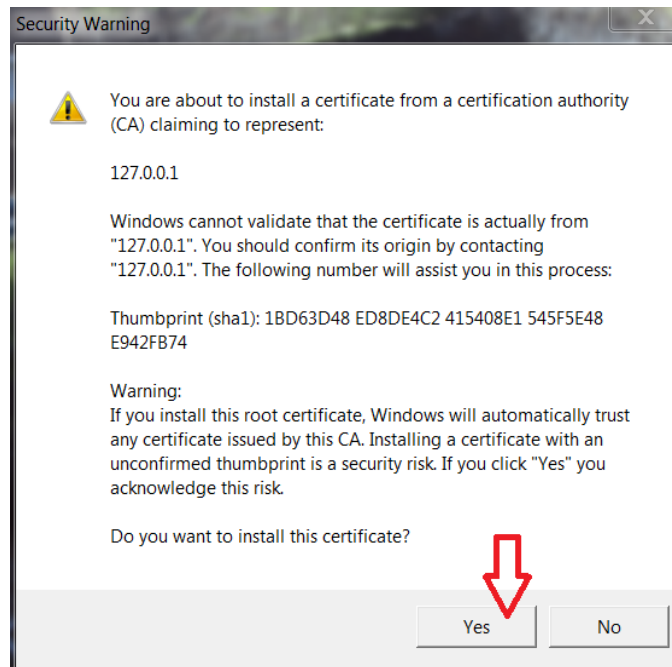 Security Warning
You are about to install a certificate from a certification authority
(CA) claiming to represent:
127.0.0.1
Windows cannot validate that the certificate is actually from
"127.0.0.1". You should confirm its origin by contacting
"127.0.0.1". The following number will assist you in this process:
Thumbprint (sha1): 1BD63D48 ED8DE4C2 415408E1 545F5E48
E942FB74
Warning:
If you install this root certificate, Windows will automatically trust
any certificate issued by this CA. Installing a certificate with an
unconfirmed thumbprint is a security risk. If you click "Yes" you
acknowledge this risk.
Do you want to install this certificate?
Yes
No